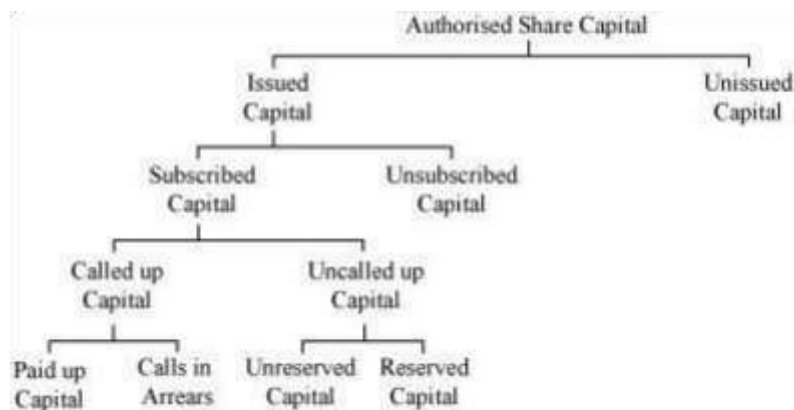 Authorised Share Capital
Issued
Capital
Unissued
Capital
Subscribed
Capital
Unsubscribed
Capital
Called up
Capital
Uncalled up
Capital
Paid up
Capital
Calls in
Arrears
Unreserved
Capital
Reserved
Capital